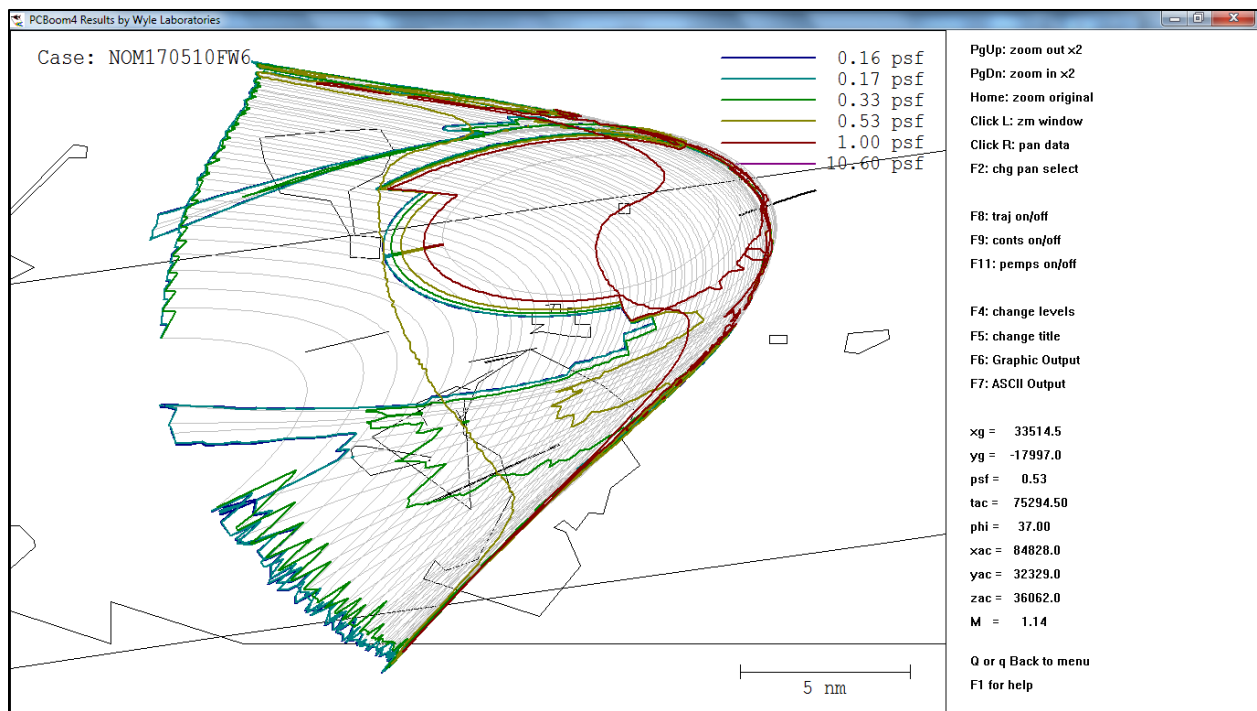 PCBoom4 Results by Wyle Laboratories
Case: NOM170510FW6
0.16 psf
0.17 psf
0.33 psf
0.53 psf
1.00 psf
10.60 psf
5 nm
PgUp: zoom out x2
PgDn: zoom in x2
Home: zoom original
Click L: zm window
Click R: pan data
F2: chg pan select
F8: traj on/off
F9: conts on/off
F11: pemps on/off
F4: change levels
F5: change title
F6: Graphic Output
F7: ASCII Output
xg = 33514.5
yg = -17997.0
psf = 0.53
tac = 75294.50
phi = 37.00
xac = 84828.0
yac = 32329.0
zac = 36062.0
M = 1.14
Q or q Back to menu
F1 for help